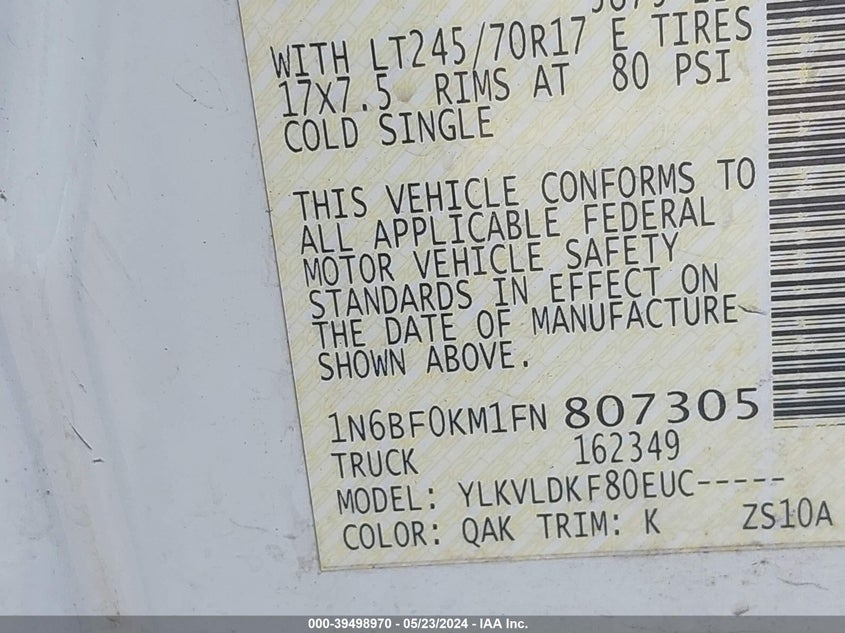 WITH LT245/70R17 E TIRES
17X7.5 RIMS AT 80 PSI
COLD SINGLE
THIS VEHICLE CONFORMS TO
ALL APPLICABLE FEDERAL
MOTOR VEHICLE SAFETY
STANDARDS IN EFFECT ON
THE DATE OF MANUFACTURE
SHOWN ABOVE.
1N6BF0KM1FN 807305
TRUCK 162349
MODEL: YLKVLDKF80EUC-----
COLOR: QAK TRIM: K ZS10A
000-39498970 - 05/23/2024 - IAA Inc.